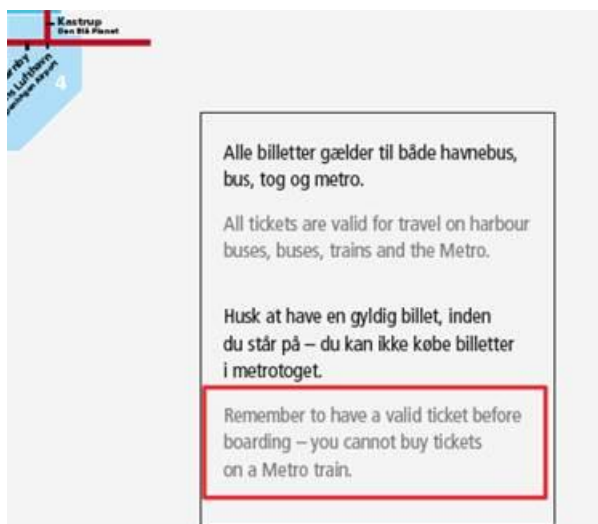 Kastrup
Den Blå Planet
4
Alle billetter gælder til både havnebus,
bus, tog og metro.
All tickets are valid for travel on harbour
buses, buses, trains and the Metro.
Husk at have en gyldig billet, inden
du står på – du kan ikke købe billetter
i metrotoget.
Remember to have a valid ticket before
boarding – you cannot buy tickets
on a Metro train.